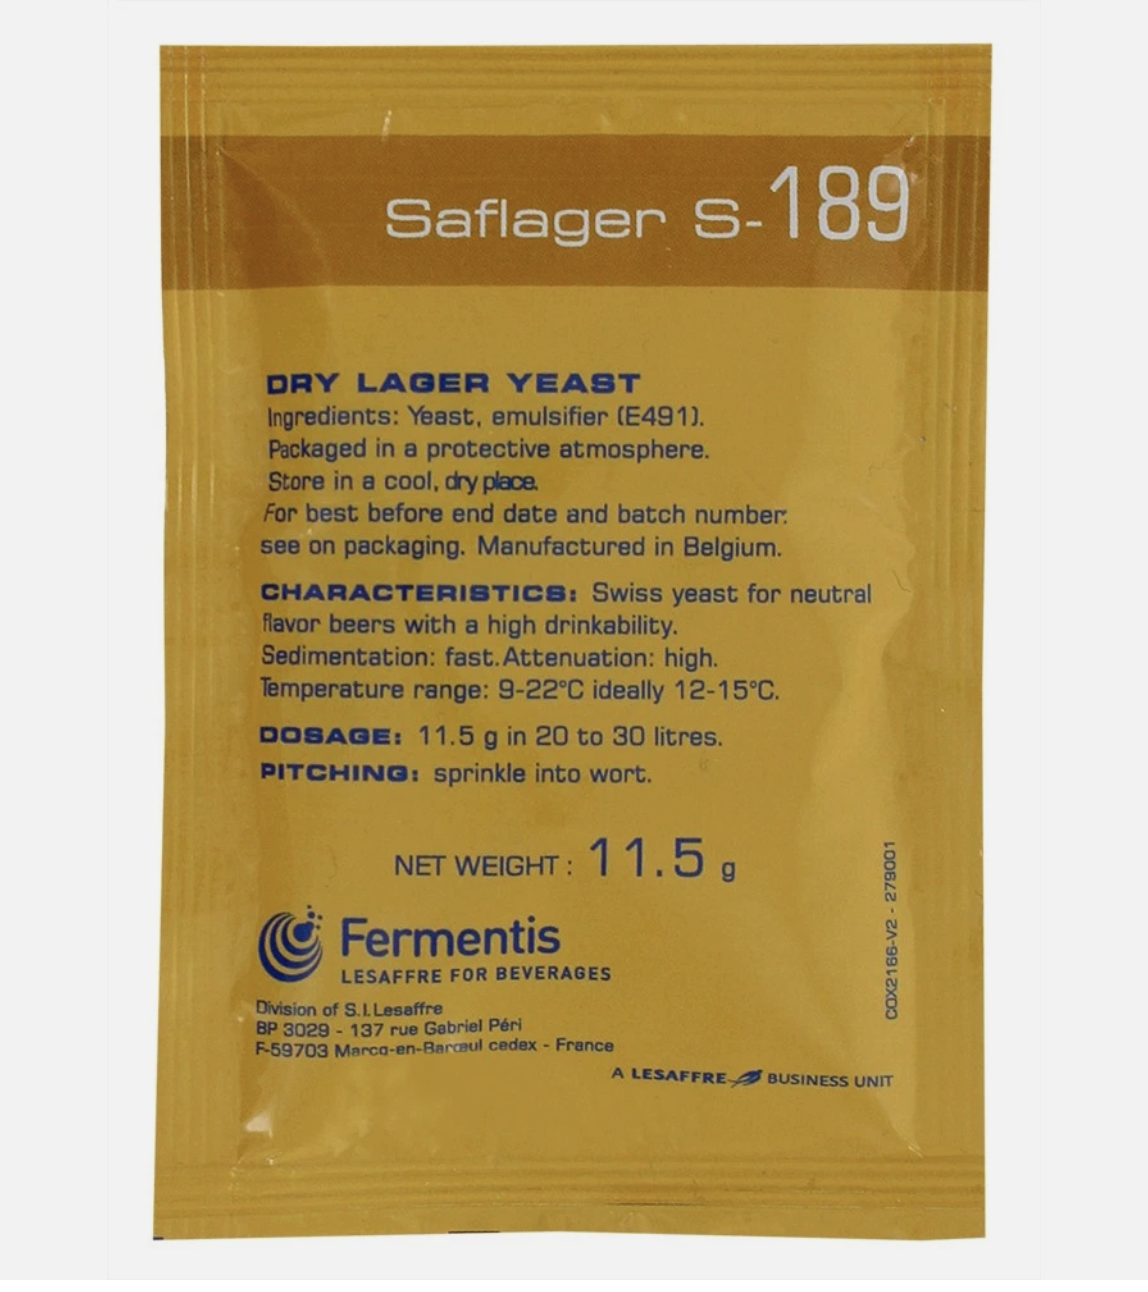 Saflager S-189
DRY LAGER YEAST
Ingredients: Yeast, emulsifier (E491).
Packaged in a protective atmosphere.
Store in a cool, dry place.
For best before end date and batch number:
see on packaging. Manufactured in Belgium.
CHARACTERISTICS: Swiss yeast for neutral
flavor beers with a high drinkability.
Sedimentation: fast. Attenuation: high.
Temperature range: 9-22°C ideally 12-15°C.
DOSAGE: 11.5 g in 20 to 30 litres.
PITCHING: sprinkle into wort.
NET WEIGHT : 11.5 g
Fermentis
LESAFFRE FOR BEVERAGES
Division of S.I.Lesaffre
BP 3029 - 137 rue Gabriel Péri
F-59703 Marcq-en-Barœul cedex - France
A LESAFFRE BUSINESS UNIT
COX2166-V2 - 279001